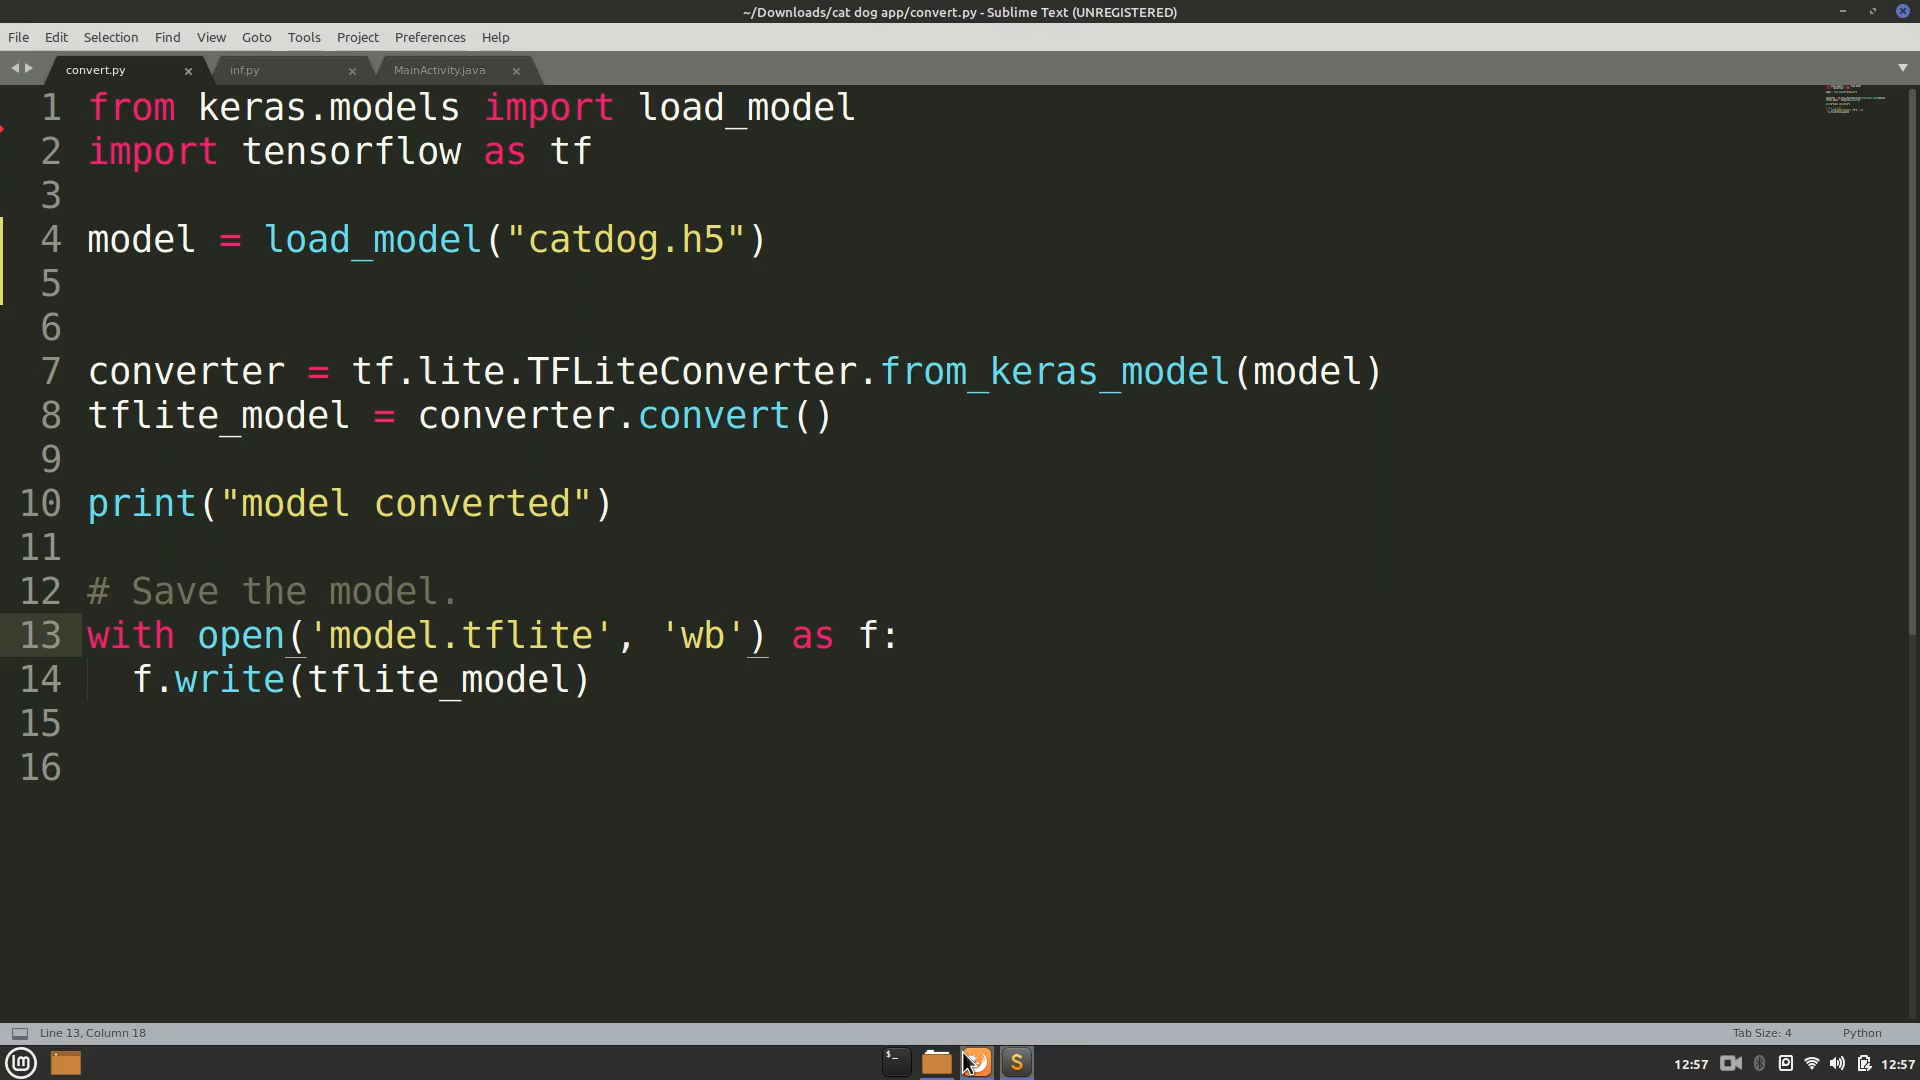 ~/Downloads/cat dog app/convert.py - Sublime Text (UNREGISTERED)
File Edit Selection Find View Goto Tools Project Preferences Help
convert.py inf.py MainActivity.java
1 from keras.models import load_model
2 import tensorflow as tf
3
4 model = load_model("catdog.h5")
5
6
7 converter = tf.lite.TFLiteConverter.from_keras_model(model)
8 tflite_model = converter.convert()
9
10 print("model converted")
11
12 # Save the model.
13 with open('model.tflite', 'wb') as f:
14   f.write(tflite_model)
15
16
Line 13, Column 18 Tab Size: 4 Python
12:57 12:57